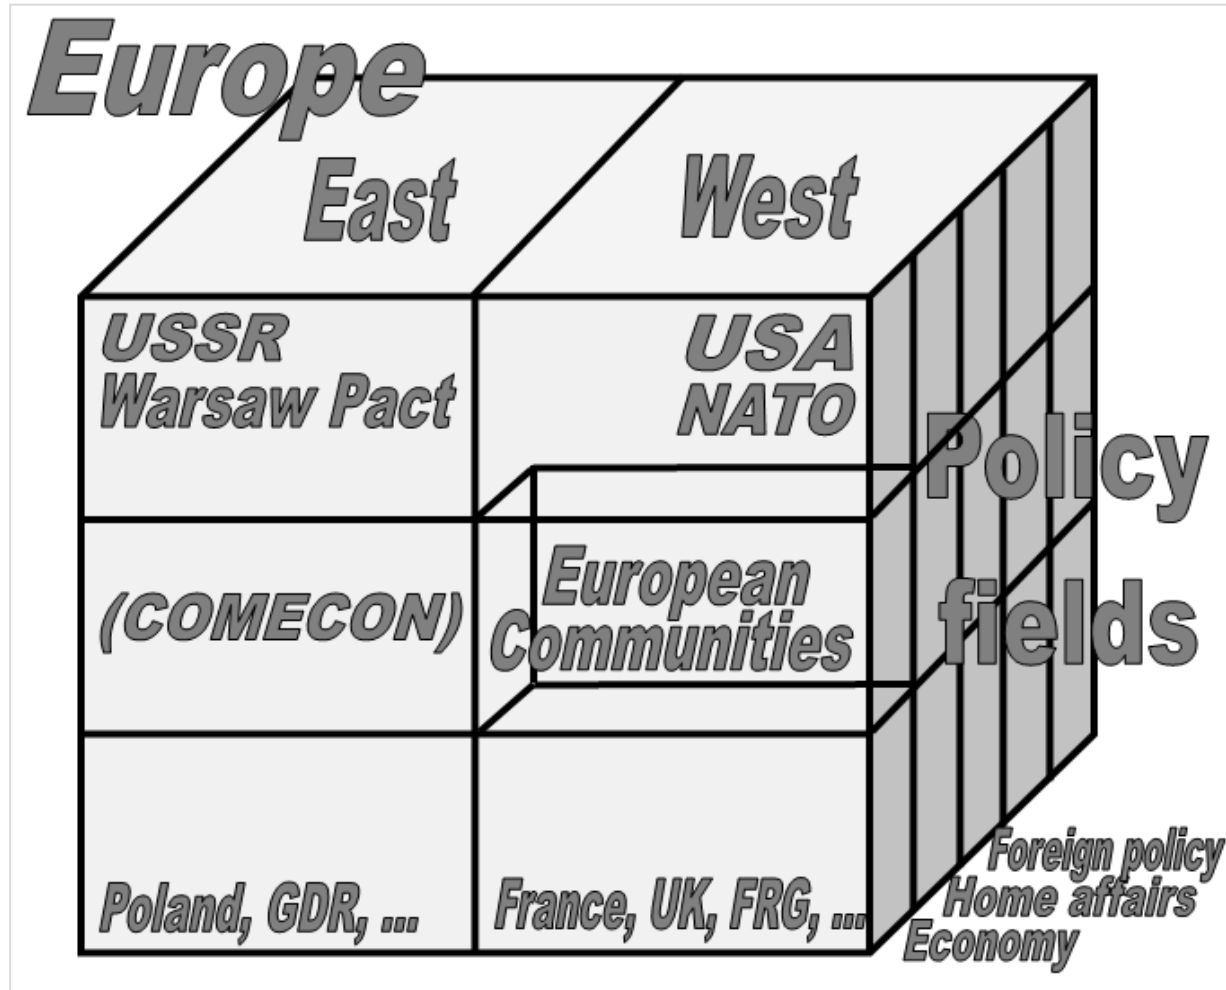 Europe
East
West
USSR
Warsaw Pact
USA
NATO
Policy
fields
(COMECON)
European
Communities
Poland, GDR, ...
France, UK, FRG, ...
Foreign policy
Home affairs
Economy